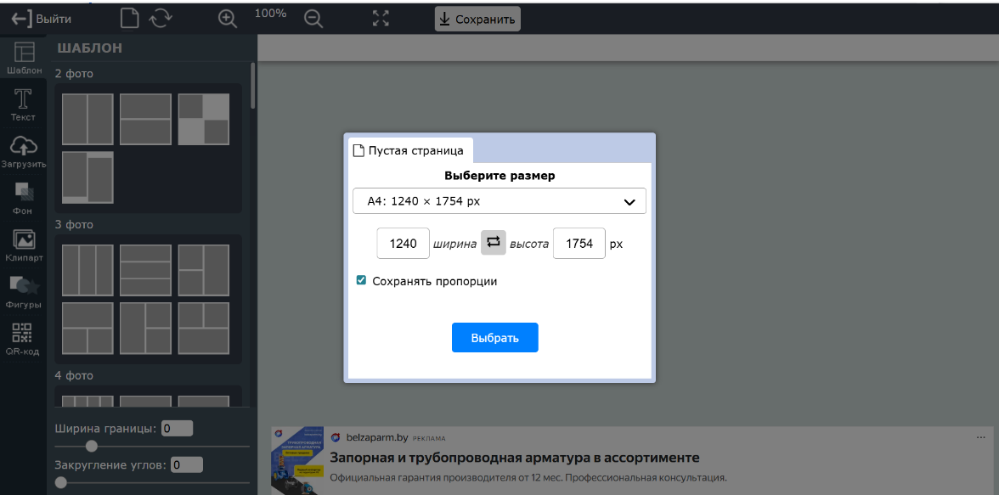 Выйти
100%
Сохранить
Шаблон
Текст
Загрузить
Фон
Клипарт
Фигуры
QR-код
ШАБЛОН
2 фото
3 фото
4 фото
Ширина границы: 0
Закругление углов: 0
Пустая страница
Выберите размер
A4: 1240 × 1754 px
1240 ширина высота 1754 px
Сохранять пропорции
Выбрать
belzaparm.by РЕКЛАМА
Запорная и трубопроводная арматура в ассортименте
Официальная гарантия производителя от 12 мес. Профессиональная консультация.